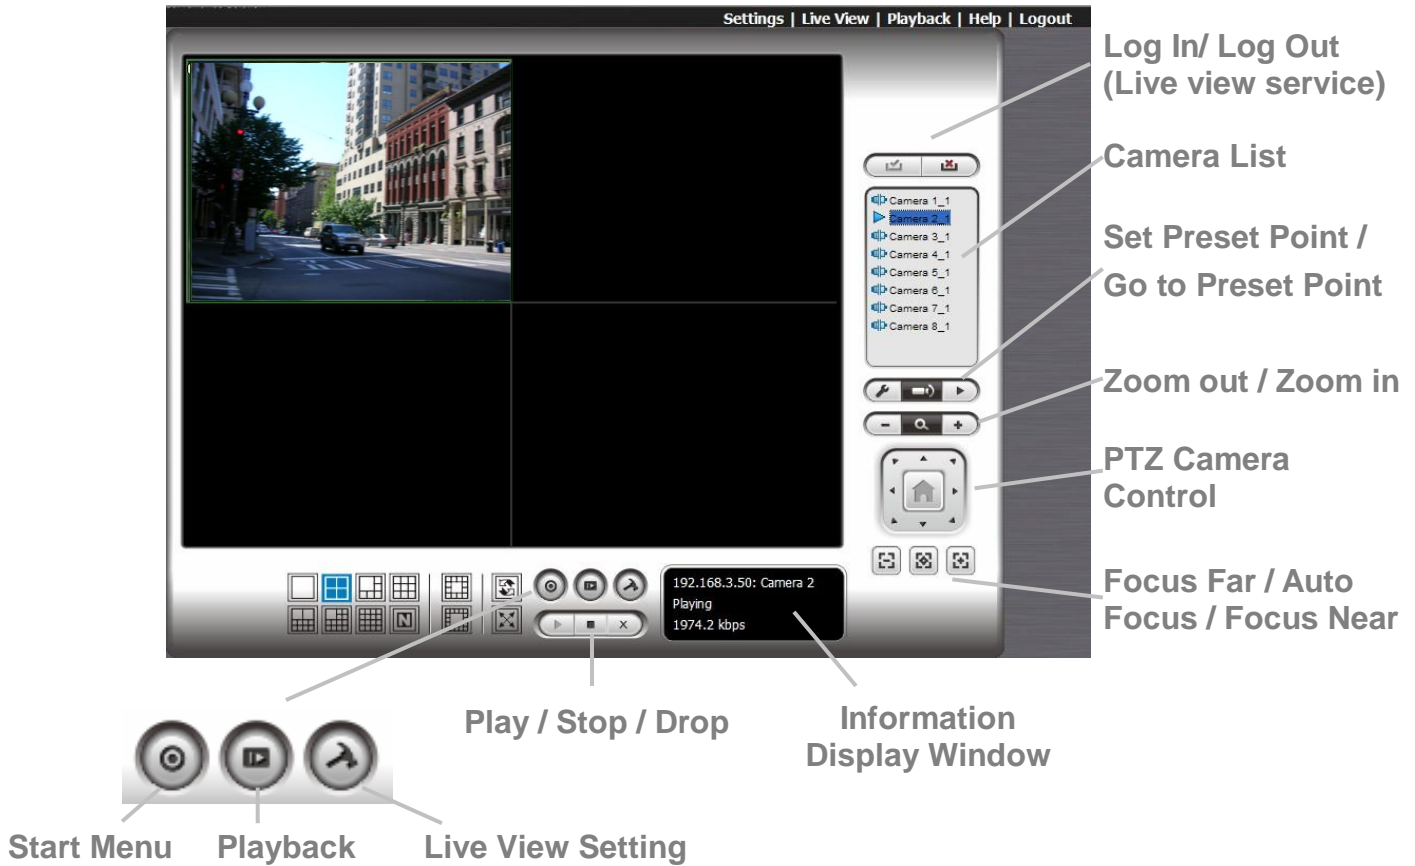 Settings | Live View | Playback | Help | Logout
Log In/ Log Out
(Live view service)
Camera List
Camera 1_1
Camera 2_1
Camera 3_1
Camera 4_1
Camera 5_1
Camera 6_1
Camera 7_1
Camera 8_1
Set Preset Point /
Go to Preset Point
Zoom out / Zoom in
PTZ Camera
Control
Focus Far / Auto
Focus / Focus Near
N
X
192.168.3.50: Camera 2
Playing
1974.2 kbps
Play / Stop / Drop
Information
Display Window
Start Menu
Playback
Live View Setting